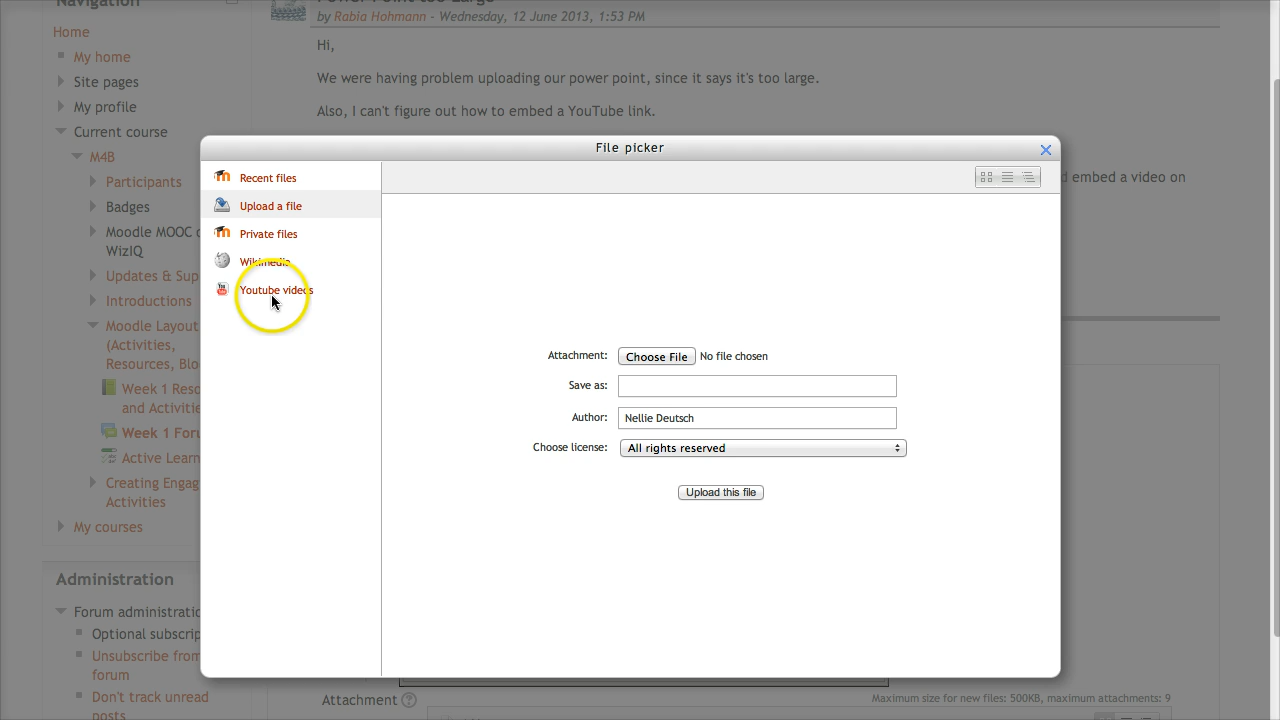 Navigation
Home
My home
Site pages
My profile
Current course
M4B
Participants
Badges
Moodle MOOC
WizIQ
Updates & Sup
Introductions
Moodle Layout
(Activities,
Resources, Blo
Week 1 Reso
and Activitie
Week 1 Foru
Active Learn
Creating Engag
Activities
My courses
Administration
Forum administratio
Optional subscrip
Unsubscribe from
forum
Don't track unread
posts
by Rabia Hohmann - Wednesday, 12 June 2013, 1:53 PM
Hi,
We were having problem uploading our power point, since it says it's too large.
Also, I can't figure out how to embed a YouTube link.
d embed a video on
File picker
Recent files
Upload a file
Private files
Wikimedia
Youtube videos
Attachment: Choose File No file chosen
Save as:
Author: Nellie Deutsch
Choose license: All rights reserved
Upload this file
Attachment
Maximum size for new files: 500KB, maximum attachments: 9